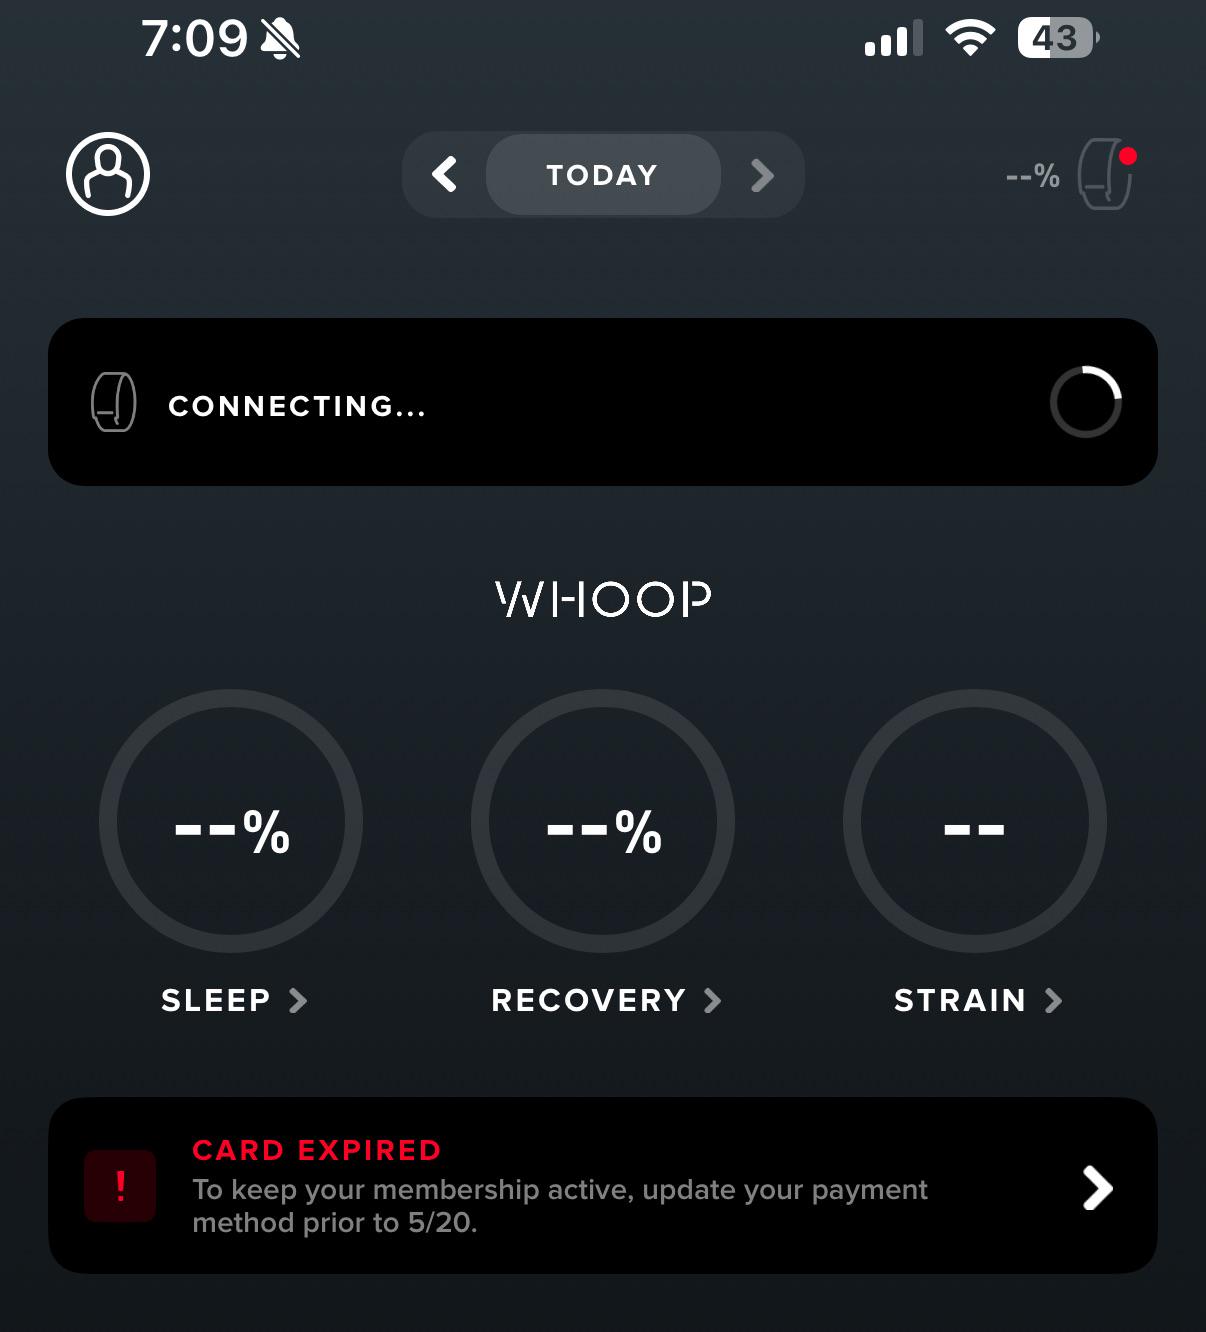 7:09
43
TODAY
--%
CONNECTING...
WHOOP
--%
--%
--
SLEEP
RECOVERY
STRAIN
!
CARD EXPIRED
To keep your membership active, update your payment
method prior to 5/20.